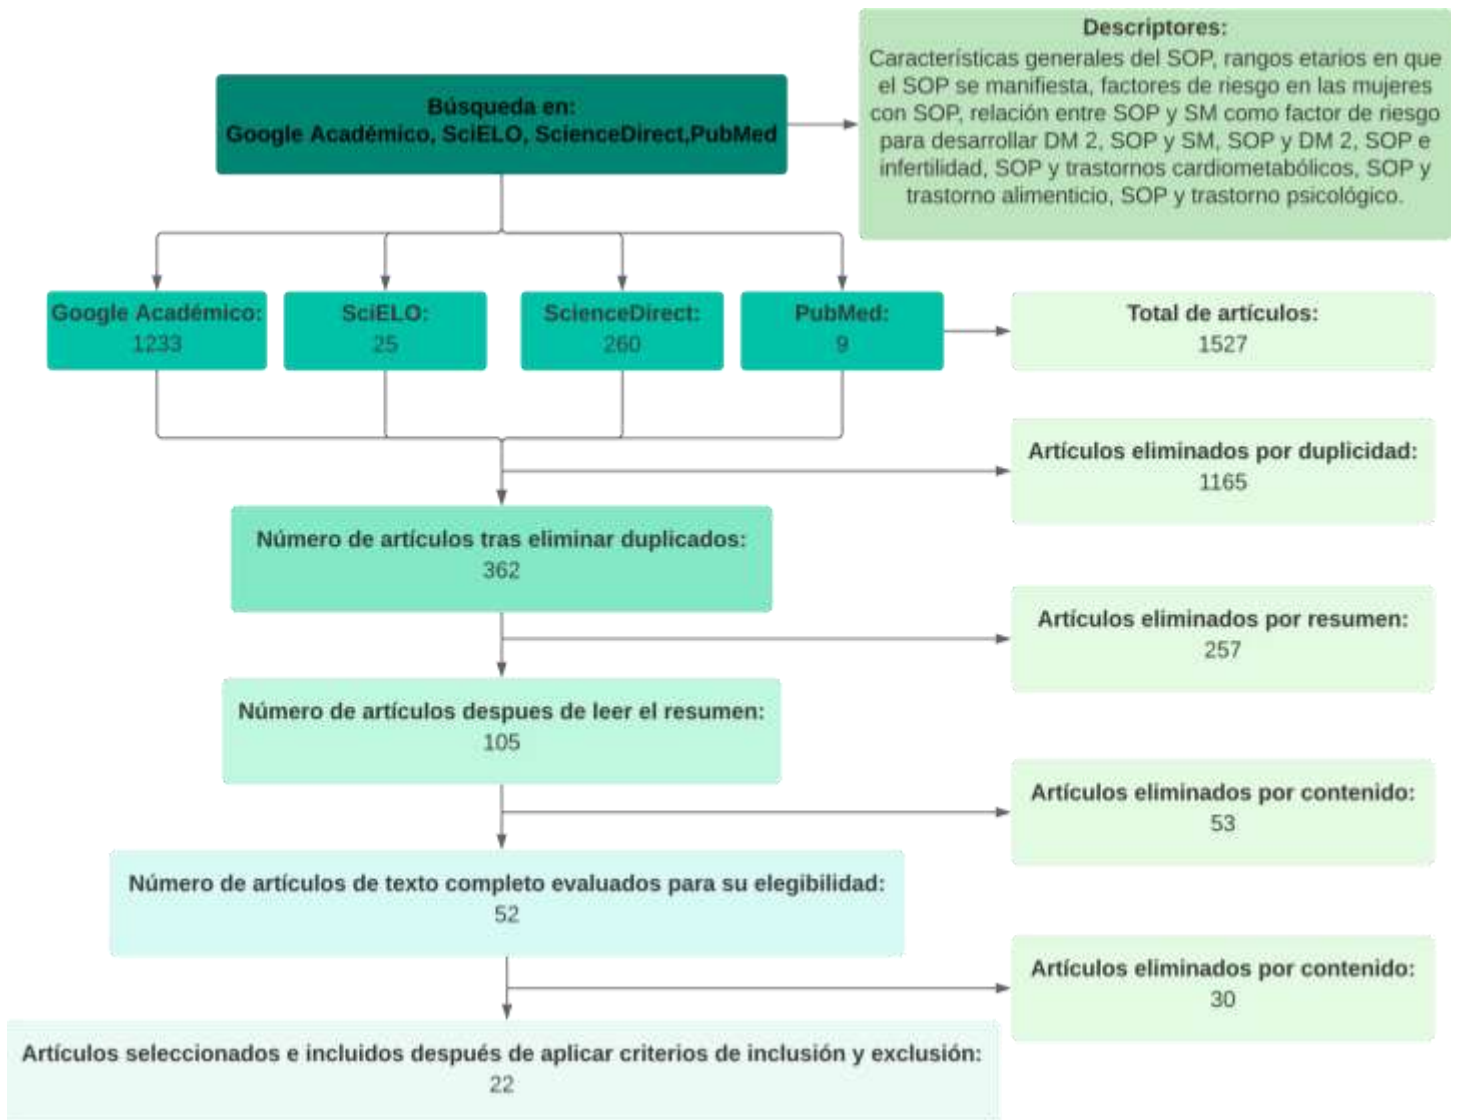 Descriptores:
Características generales del SOP, rangos etarios en que
el SOP se manifiesta, factores de riesgo en las mujeres
con SOP, relación entre SOP y SM como factor de riesgo
para desarrollar DM 2, SOP y SM, SOP y DM 2, SOP e
infertilidad, SOP y trastornos cardiometabólicos, SOP y
trastorno alimenticio, SOP y trastorno psicológico.
Búsqueda en:
Google Académico, SciELO, ScienceDirect,PubMed
Google Académico:
1233
SciELO:
25
ScienceDirect:
260
PubMed:
9
Total de artículos:
1527
Artículos eliminados por duplicidad:
1165
Número de artículos tras eliminar duplicados:
362
Artículos eliminados por resumen:
257
Número de artículos despues de leer el resumen:
105
Artículos eliminados por contenido:
53
Número de artículos de texto completo evaluados para su elegibilidad:
52
Artículos eliminados por contenido:
30
Artículos seleccionados e incluidos después de aplicar criterios de inclusión y exclusión:
22